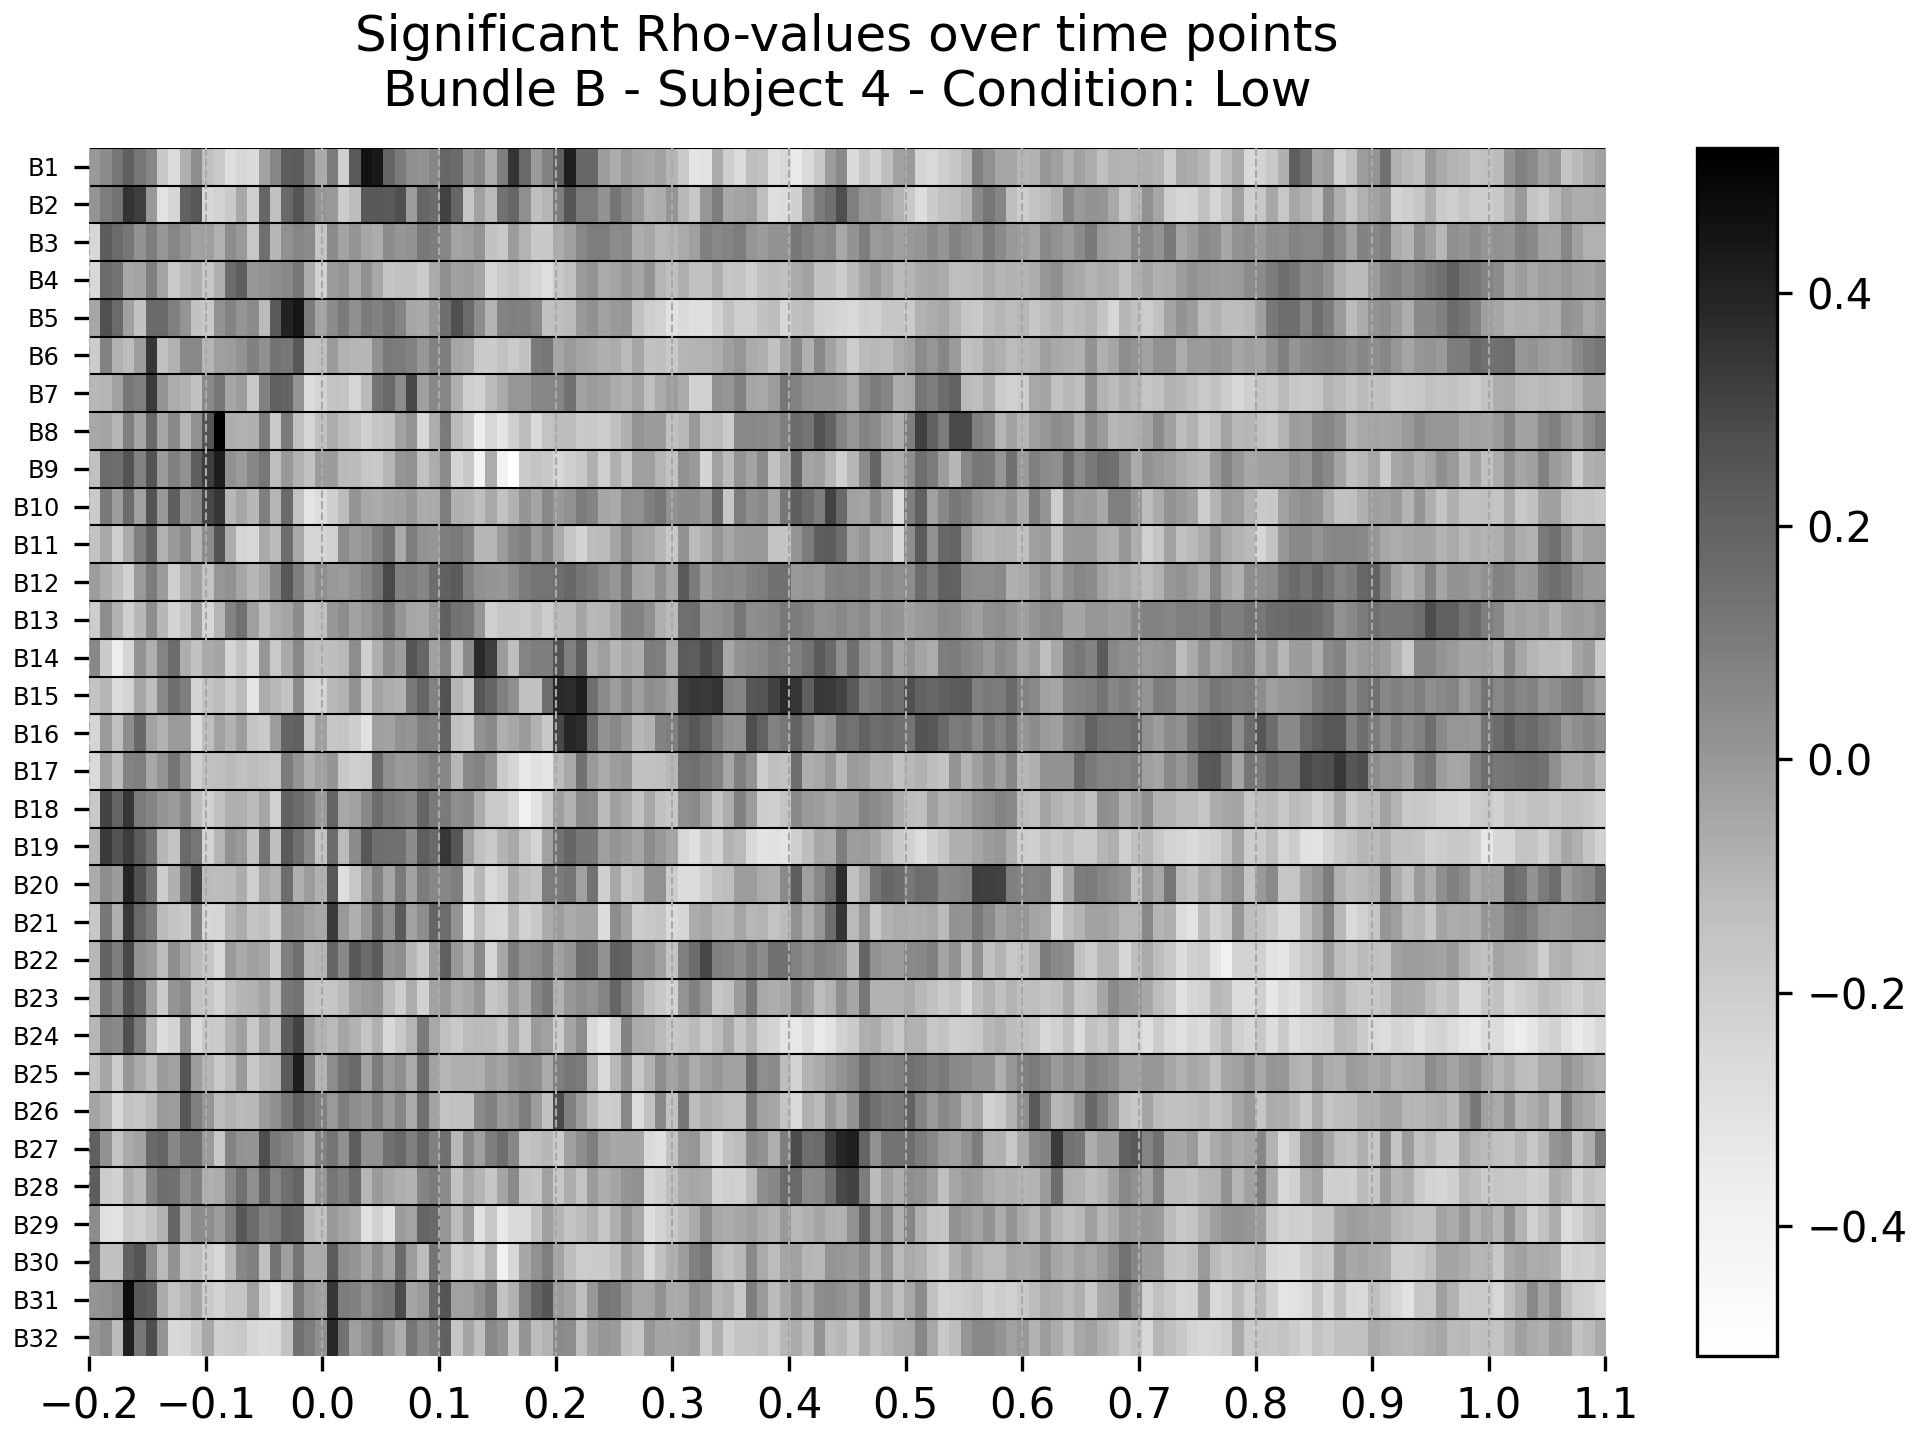 Significant Rho-values over time points
Bundle B - Subject 4 - Condition: Low
B1
B2
B3
B4
B5
B6
B7
B8
B9
B10
B11
B12
B13
B14
B15
B16
B17
B18
B19
B20
B21
B22
B23
B24
B25
B26
B27
B28
B29
B30
B31
B32
−0.2 −0.1 0.0 0.1 0.2 0.3 0.4 0.5 0.6 0.7 0.8 0.9 1.0 1.1
0.4
0.2
0.0
−0.2
−0.4